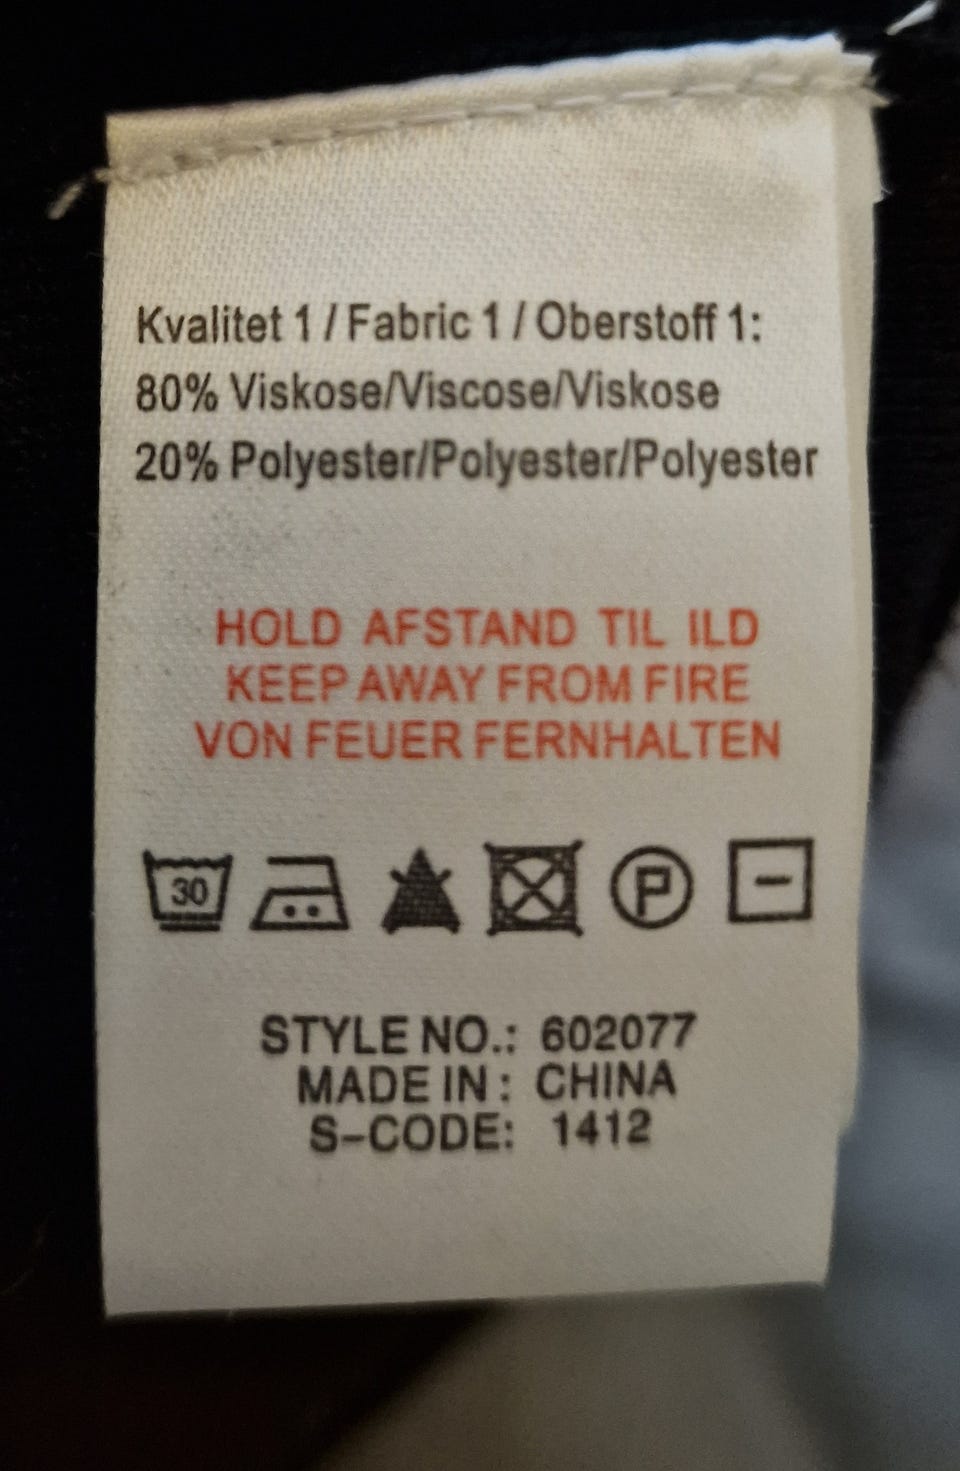 Kvalitet 1 / Fabric 1 / Oberstoff 1:
80% Viskose/Viscose/Viskose
20% Polyester/Polyester/Polyester
HOLD AFSTAND TIL ILD
KEEP AWAY FROM FIRE
VON FEUER FERNHALTEN
30 P
STYLE NO.: 602077
MADE IN: CHINA
S-CODE: 1412